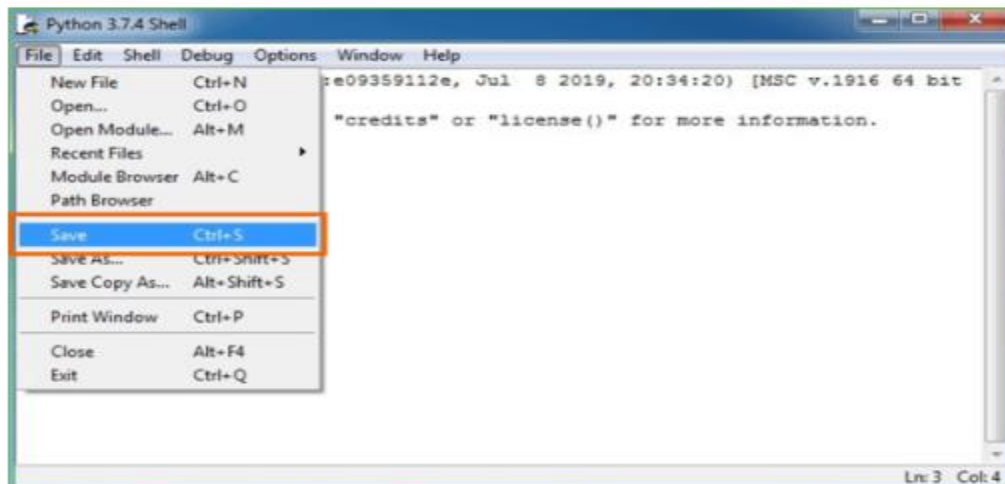 Python 3.7.4 Shell
File Edit Shell Debug Options Window Help
New File Ctrl+N
Open... Ctrl+O
Open Module... Alt+M
Recent Files
Module Browser Alt+C
Path Browser
Save Ctrl+S
Save As... Ctrl+Shift+S
Save Copy As... Alt+Shift+S
Print Window Ctrl+P
Close Alt+F4
Exit Ctrl+Q
:e09359112e, Jul 8 2019, 20:34:20) [MSC v.1916 64 bit
"credits" or "license()" for more information.
Ln: 3 Col: 4